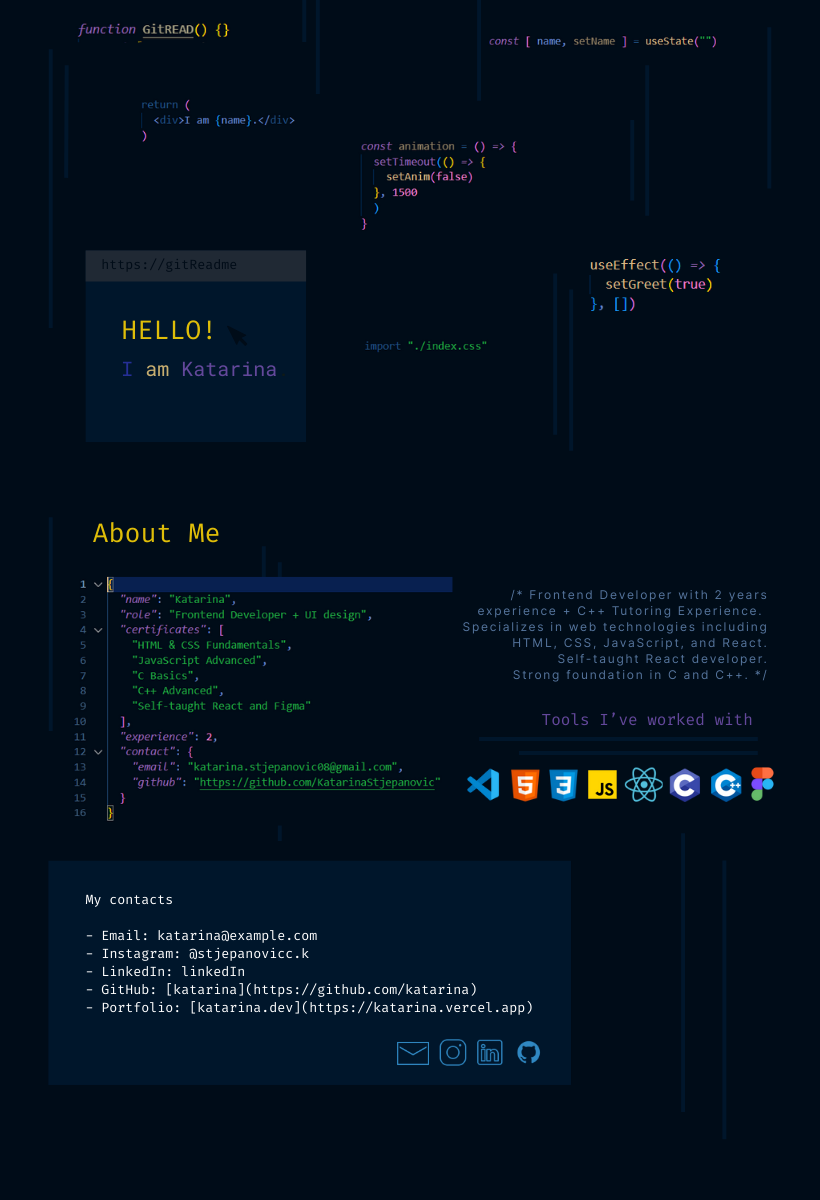 function GitREAD() {}
const [ name, setName ] = useState("")
return (
<div>I am {name}.</div>
)
const animation = () => {
setTimeout(() => {
setAnim(false)
}, 1500
)
}
https://gitReadme
HELLO!
I am Katarina
useEffect(() => {
setGreet(true)
}, [])
import "./index.css"
About Me
1 {
2 "name": "Katarina",
3 "role": "Frontend Developer + UI design",
4 "certificates": [
5 "HTML & CSS Fundamentals",
6 "JavaScript Advanced",
7 "C Basics",
8 "C++ Advanced",
9 "Self-taught React and Figma"
10 ],
11 "experience": 2,
12 "contact": {
13 "email": "katarina.stjepanovic08@gmail.com",
14 "github": "https://github.com/KatarinaStjepanovic"
15 }
16 }
/* Frontend Developer with 2 years
experience + C++ Tutoring Experience.
Specializes in web technologies including
HTML, CSS, JavaScript, and React.
Self-taught React developer.
Strong foundation in C and C++. */
Tools I’ve worked with
5 3 JS C C++
My contacts
- Email: katarina@example.com
- Instagram: @stjepanovicc.k
- LinkedIn: linkedIn
- GitHub: [katarina](https://github.com/katarina)
- Portfolio: [katarina.dev](https://katarina.vercel.app)
in